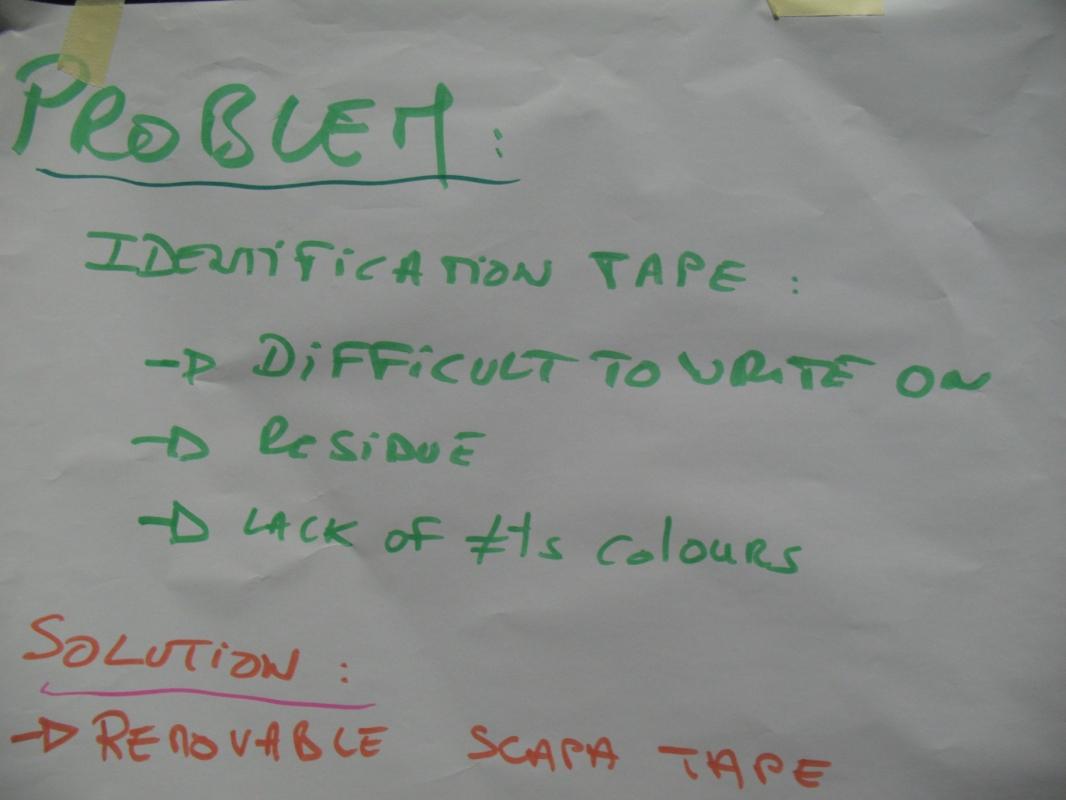 PROBLEM:
IDENTIFICATION TAPE:
→ DIFFICULT TO WRITE ON
→ RESIDUE
→ LACK OF ≠ts COLOURS
SOLUTION:
→ REMOVABLE SCAPA TAPE